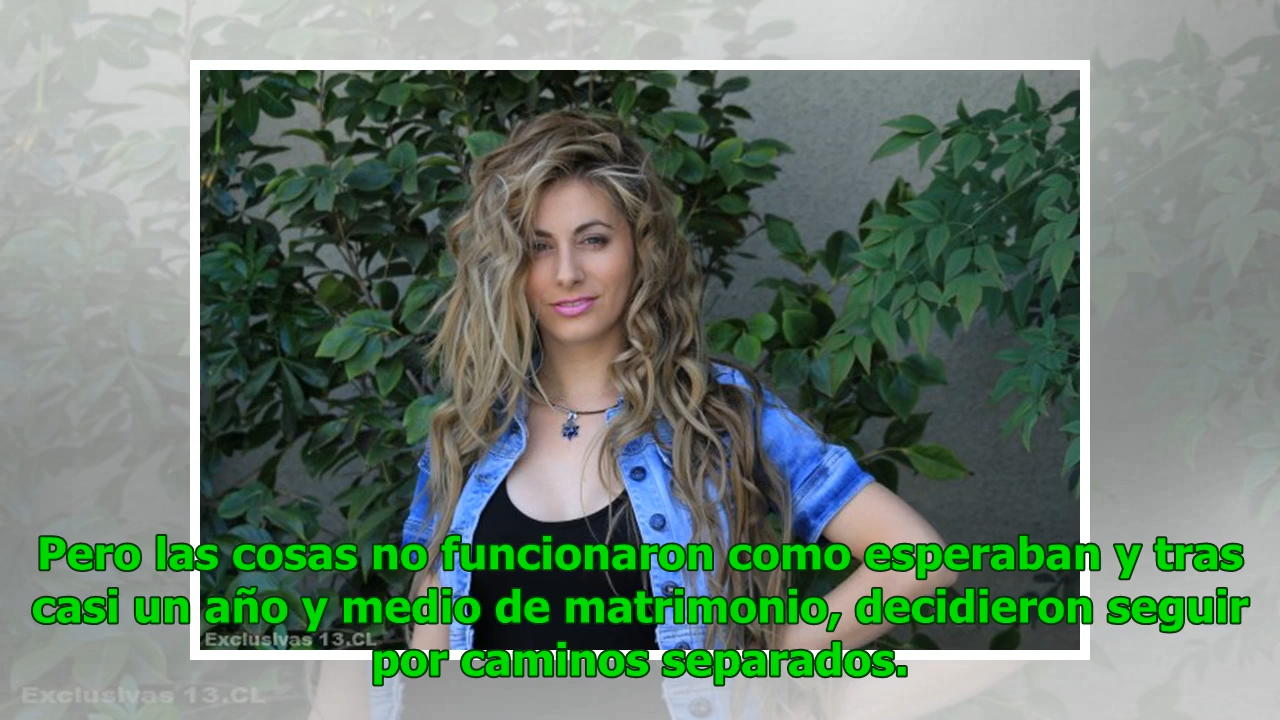 Pero las cosas no funcionaron como esperaban y tras
casi un año y medio de matrimonio, decidieron seguir
Exclusivas 13.CL
por caminos separados.
Exclusivas 13.CL